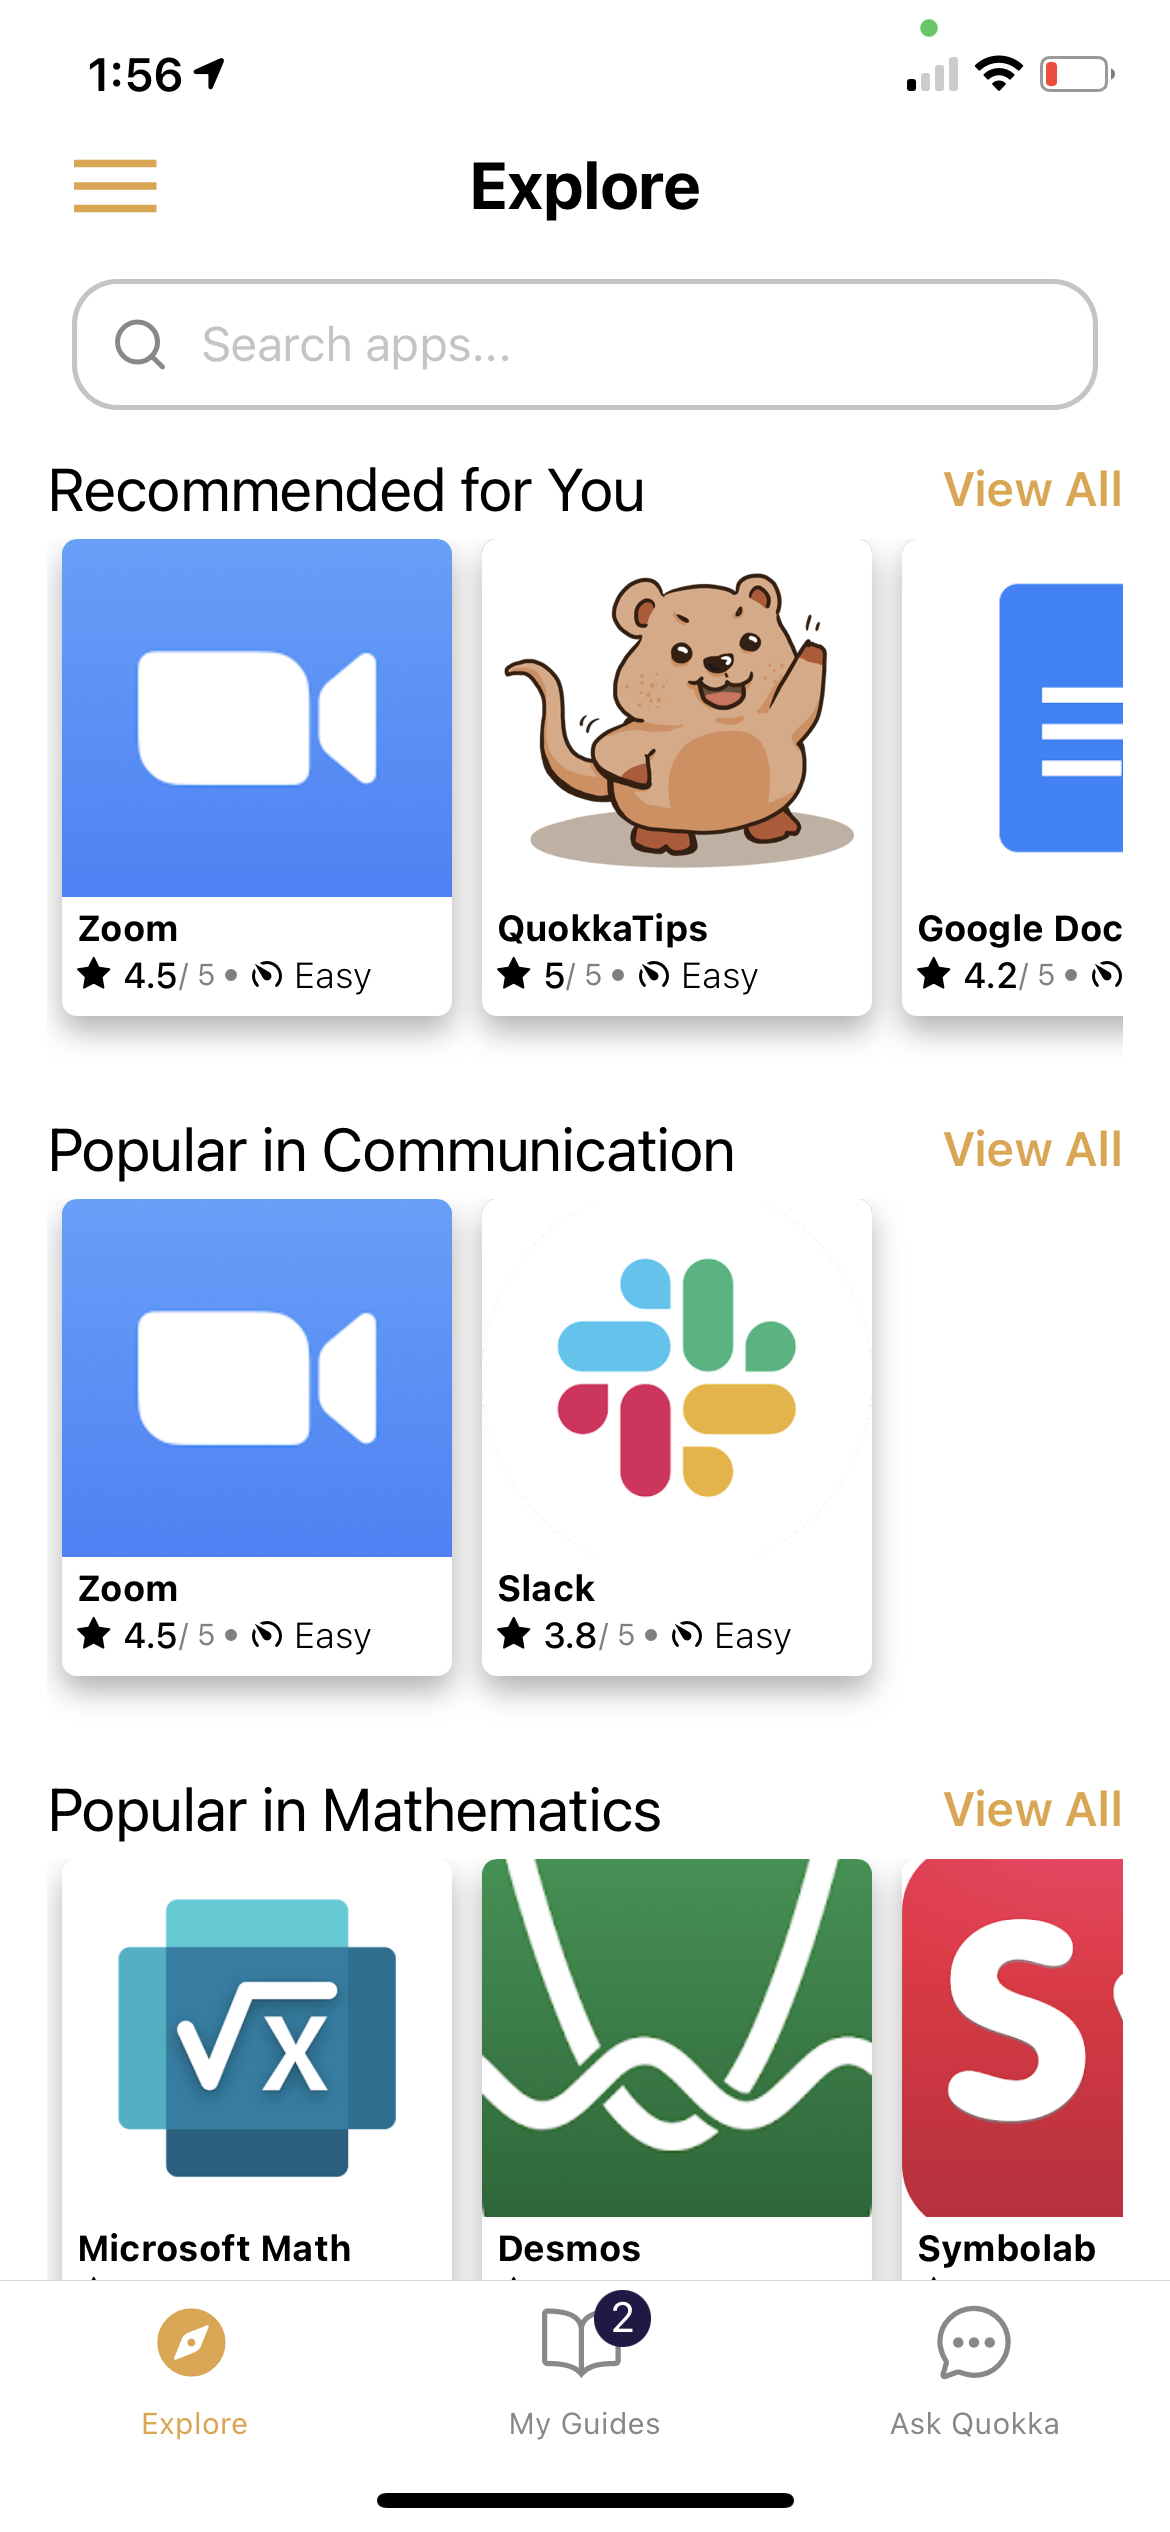 1:56
Explore
Search apps...
Recommended for You View All
Zoom
4.5/ 5 • Easy
QuokkaTips
5/ 5 • Easy
Google Doc
4.2/ 5 •
Popular in Communication View All
Zoom
4.5/ 5 • Easy
Slack
3.8/ 5 • Easy
Popular in Mathematics View All
√x
S
Microsoft Math
Desmos
Symbolab
2
Explore
My Guides
Ask Quokka